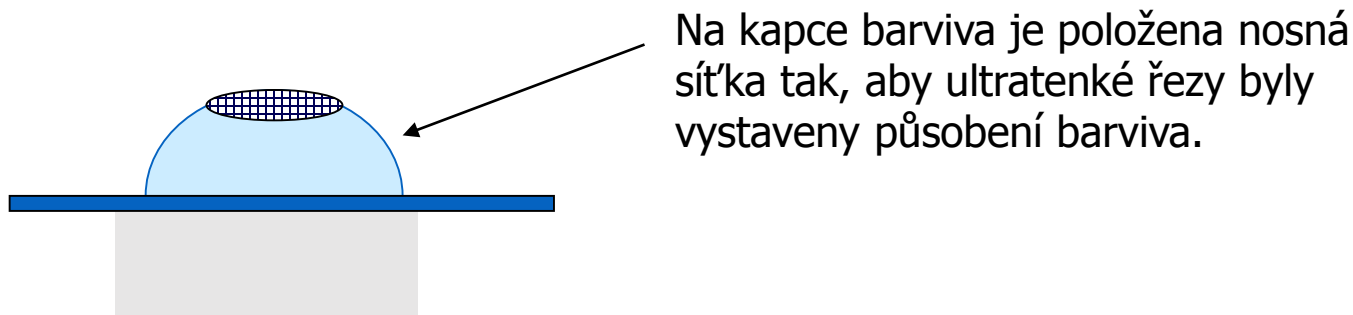 Na kapce barviva je položena nosná
síťka tak, aby ultratenké řezy byly
vystaveny působení barviva.